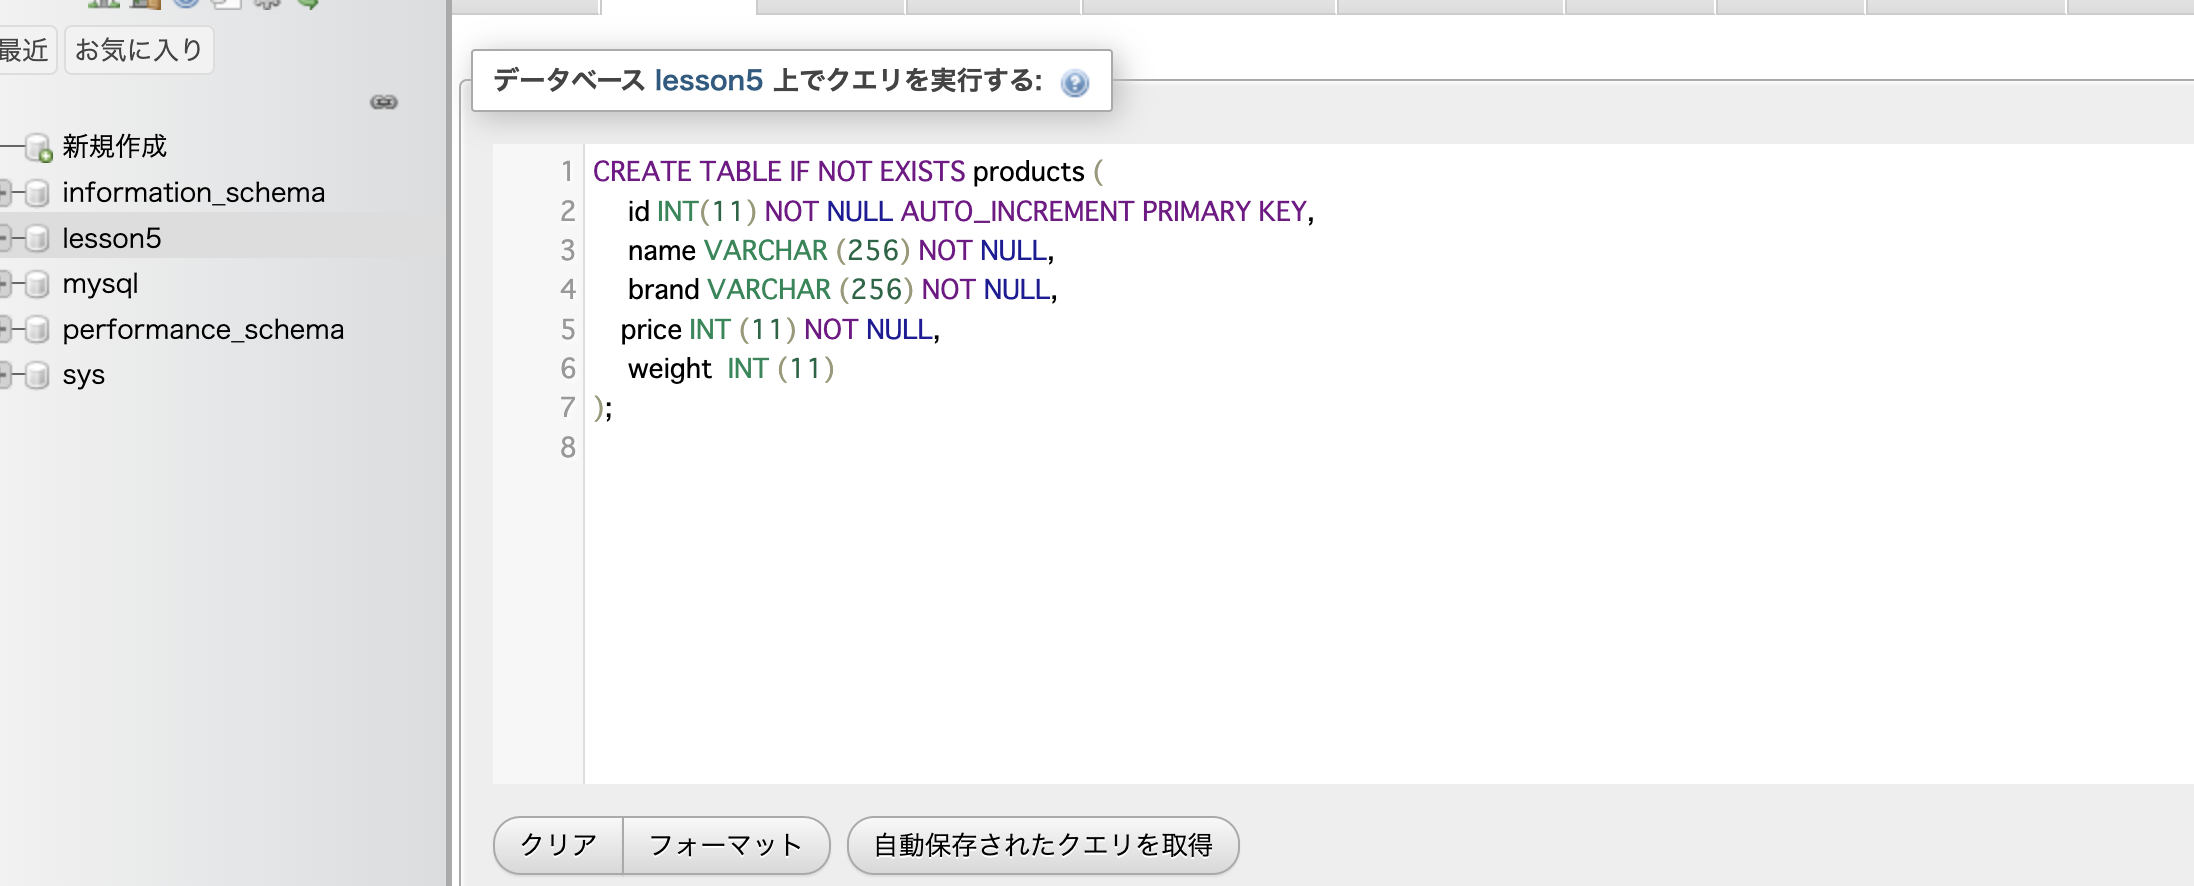 最近 お気に入り
新規作成
information_schema
lesson5
mysql
performance_schema
sys
データベース lesson5 上でクエリを実行する:
1 CREATE TABLE IF NOT EXISTS products (
2 id INT(11) NOT NULL AUTO_INCREMENT PRIMARY KEY,
3 name VARCHAR (256) NOT NULL,
4 brand VARCHAR (256) NOT NULL,
5 price INT (11) NOT NULL,
6 weight INT (11)
7 );
8
クリア フォーマット 自動保存されたクエリを取得